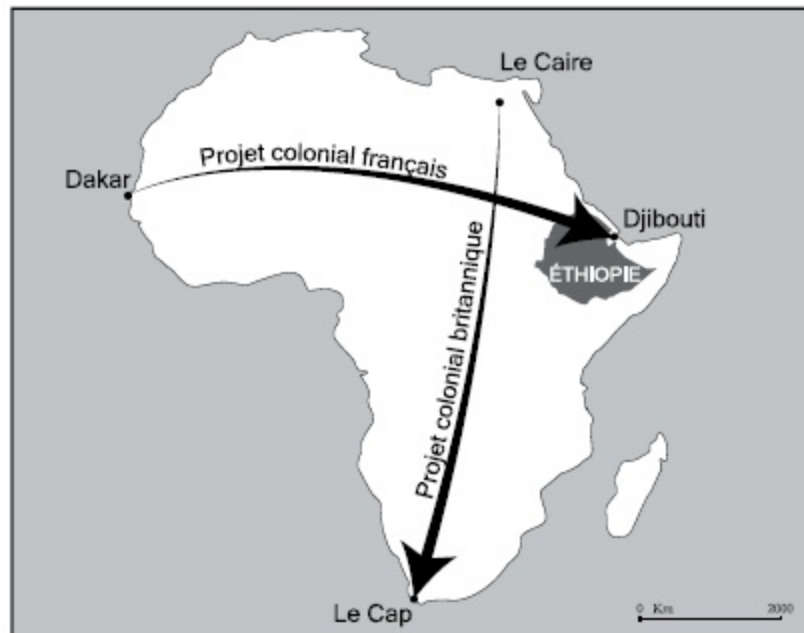 Le Caire
Projet colonial français
Dakar
Djibouti
ÉTHIOPIE
Projet colonial britannique
Le Cap
0 Km 2000